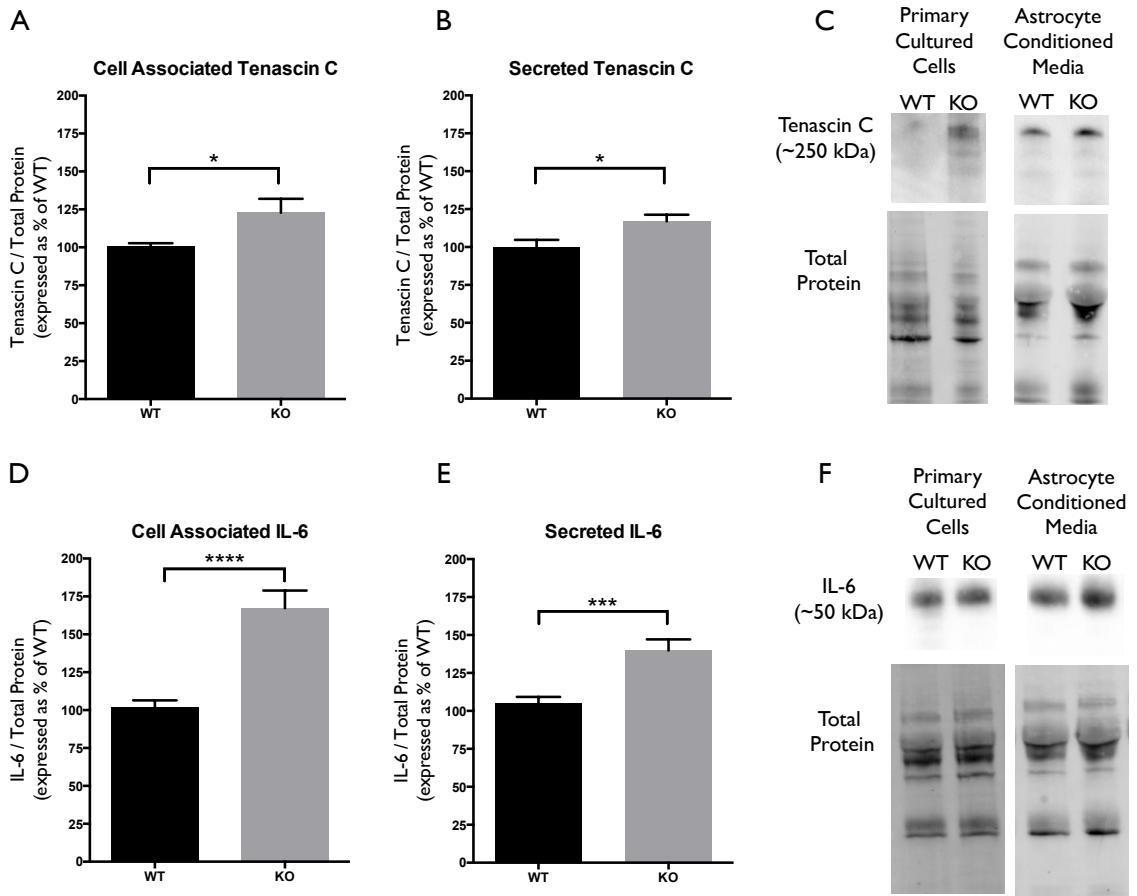 A
Cell Associated Tenascin C
Tenascin C / Total Protein
(expressed as % of WT)
200
175
150
125
100
75
50
25
0
*
WT
KO
B
Secreted Tenascin C
Tenascin C / Total Protein
(expressed as % of WT)
200
175
150
125
100
75
50
25
0
*
WT
KO
C
Primary
Cultured
Cells
Astrocyte
Conditioned
Media
WT KO
WT KO
Tenascin C
(~250 kDa)
Total
Protein
D
Cell Associated IL-6
IL-6 / Total Protein
(expressed as % of WT)
200
175
150
125
100
75
50
25
0
****
WT
KO
E
Secreted IL-6
IL-6 / Total Protein
(expressed as % of WT)
200
175
150
125
100
75
50
25
0
***
WT
KO
F
Primary
Cultured
Cells
Astrocyte
Conditioned
Media
WT KO
WT KO
IL-6
(~50 kDa)
Total
Protein